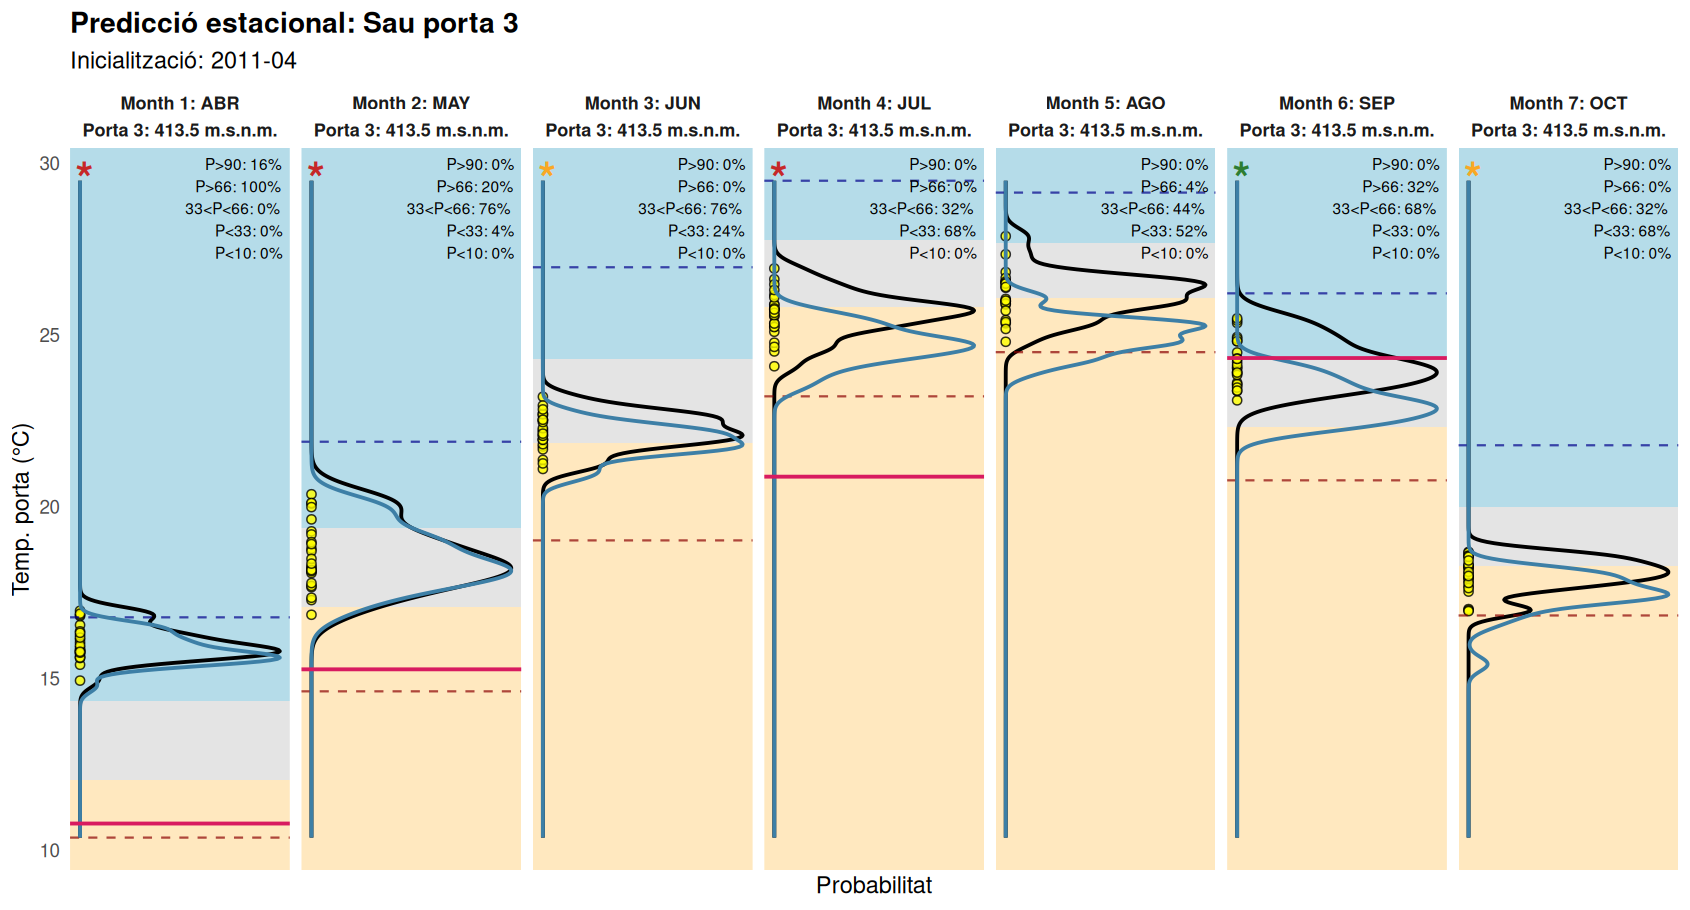 Predicció estacional: Sau porta 3
Inicialització: 2011-04
Month 1: ABR
Porta 3: 413.5 m.s.n.m.
Month 2: MAY
Porta 3: 413.5 m.s.n.m.
Month 3: JUN
Porta 3: 413.5 m.s.n.m.
Month 4: JUL
Porta 3: 413.5 m.s.n.m.
Month 5: AGO
Porta 3: 413.5 m.s.n.m.
Month 6: SEP
Porta 3: 413.5 m.s.n.m.
Month 7: OCT
Porta 3: 413.5 m.s.n.m.
Temp. porta (°C)
30
25
20
15
10
*
P>90: 16%
P>66: 100%
33<P<66: 0%
P<33: 0%
P<10: 0%
*
P>90: 0%
P>66: 20%
33<P<66: 76%
P<33: 4%
P<10: 0%
*
P>90: 0%
P>66: 0%
33<P<66: 76%
P<33: 24%
P<10: 0%
*
P>90: 0%
P>66: 0%
33<P<66: 32%
P<33: 68%
P<10: 0%
P>90: 0%
P>66: 4%
33<P<66: 44%
P<33: 52%
P<10: 0%
*
P>90: 0%
P>66: 32%
33<P<66: 68%
P<33: 0%
P<10: 0%
*
P>90: 0%
P>66: 0%
33<P<66: 32%
P<33: 68%
P<10: 0%
Probabilitat